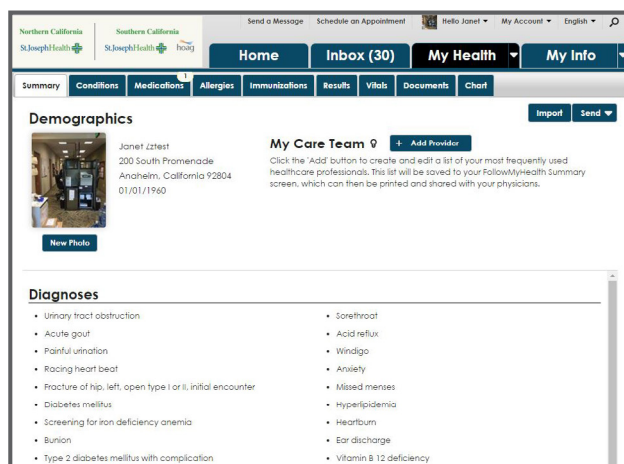 Northern California
Southern California
St.JosephHealth
St.JosephHealth
hoag
Send a Message Schedule an Appointment Hello Janet My Account English
Home Inbox (30) My Health My Info
1
Summary Conditions Medications Allergies Immunizations Results Vitals Documents Chart
Import Send
Demographics
Janet Zztest
200 South Promenade
Anaheim, California 92804
01/01/1960
New Photo
My Care Team + Add Provider
Click the 'Add' button to create and edit a list of your most frequently used
healthcare professionals. This list will be saved to your FollowMyHealth Summary
screen, which can then be printed and shared with your physicians.
Diagnoses
• Urinary tract obstruction
• Acute gout
• Painful urination
• Racing heart beat
• Fracture of hip, left, open type I or II, initial encounter
• Diabetes mellitus
• Screening for iron deficiency anemia
• Bunion
• Type 2 diabetes mellitus with complication
• Sorethroat
• Acid reflux
• Windigo
• Anxiety
• Missed menses
• Hyperlipidemia
• Heartburn
• Ear discharge
• Vitamin B 12 deficiency